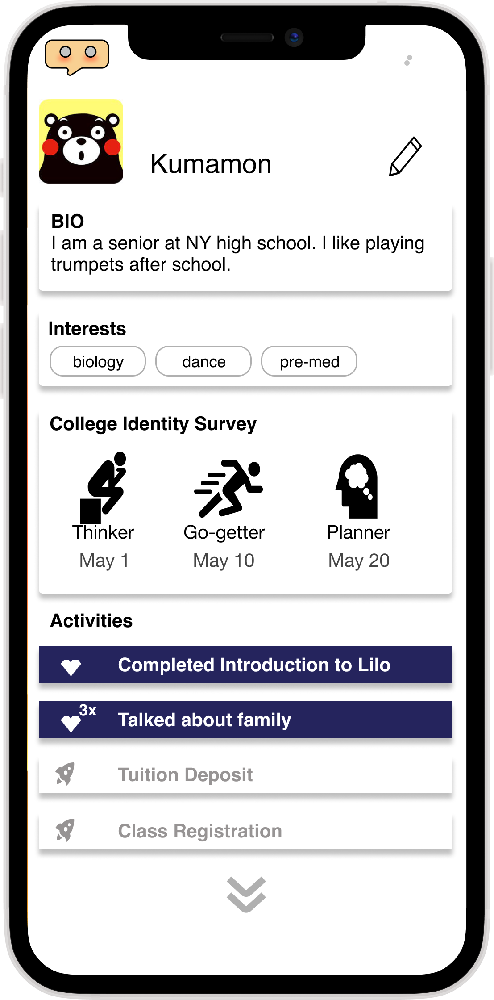 Kumamon
BIO
I am a senior at NY high school. I like playing
trumpets after school.
Interests
biology dance pre-med
College Identity Survey
Thinker Go-getter Planner
May 1 May 10 May 20
Activities
Completed Introduction to Lilo
3x Talked about family
Tuition Deposit
Class Registration